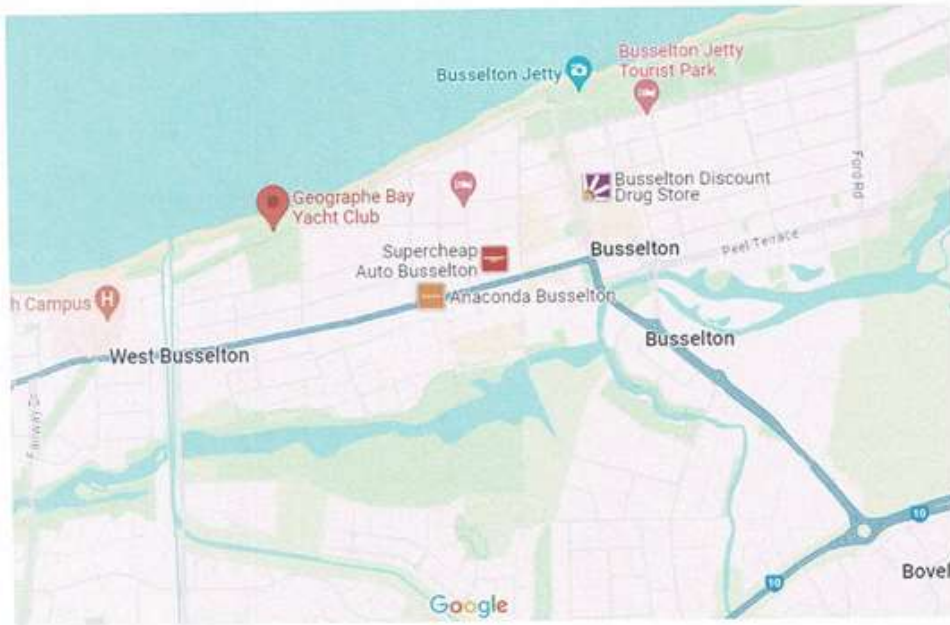 Busselton Jetty
Busselton Jetty
Tourist Park
Ford Rd
Busselton Discount
Drug Store
Geographe Bay
Yacht Club
Peel Terrace
Busselton
Supercheap
Auto Busselton
Anaconda Busselton
h Campus
H
Busselton
West Busselton
Fairway Dr
10
10
Bovel
Google